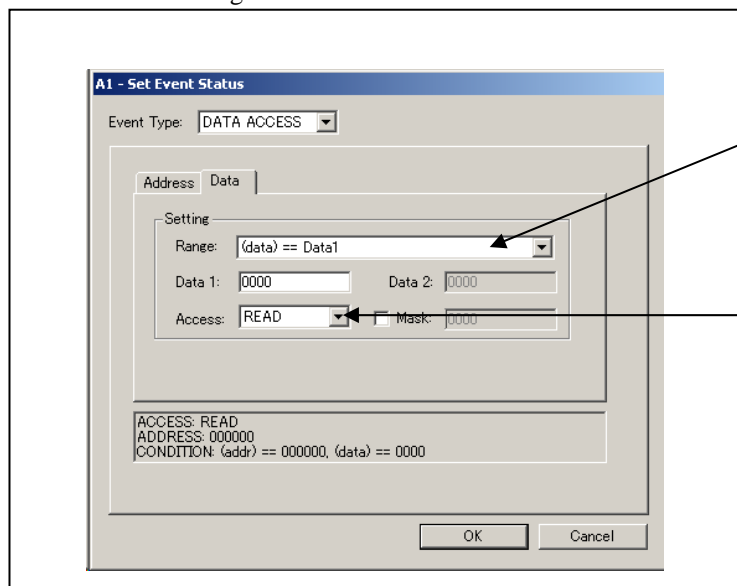 A1 - Set Event Status
Event Type: DATA ACCESS
Address Data
Setting
Range: (data) == Data1
Data 1: 0000 Data 2: 0000
Access: READ Mask: 0000
ACCESS: READ
ADDRESS: 000000
CONDITION: (addr) == 000000, (data) == 0000
OK Cancel